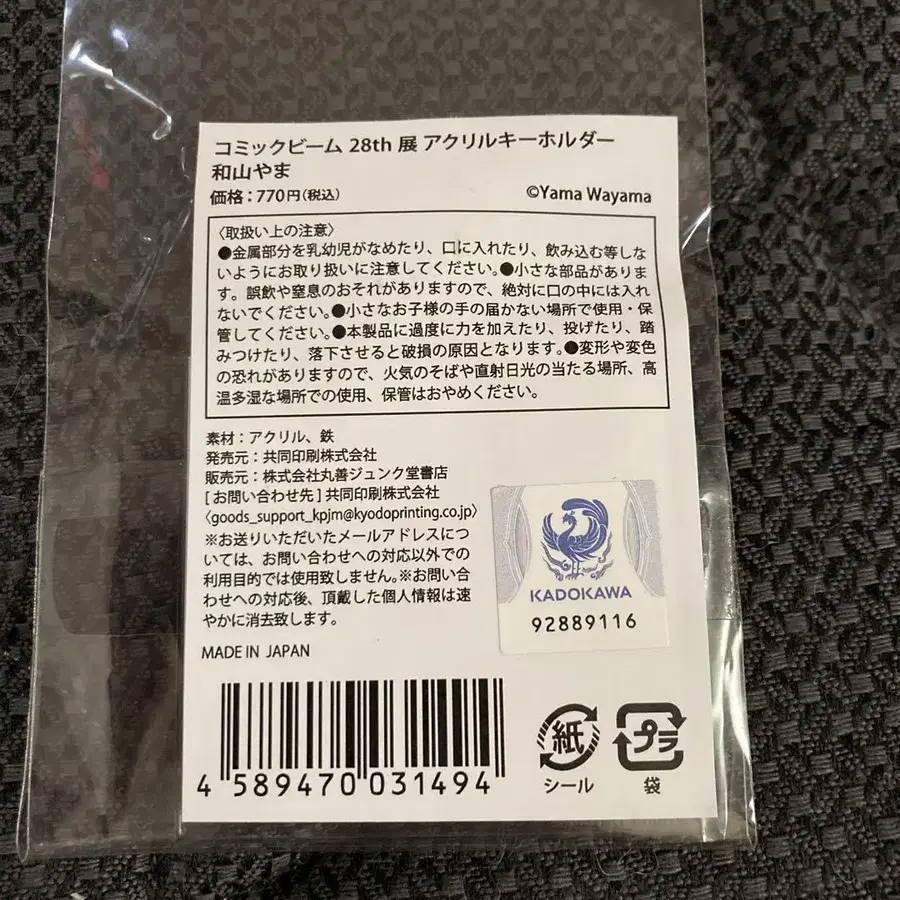 コミックビーム 28th 展 アクリルキーホルダー
和山やま
価格：770円（税込）
©Yama Wayama
〈取扱い上の注意〉
●金属部分を乳幼児がなめたり、口に入れたり、飲み込む等しな
いようにお取り扱いに注意してください。●小さな部品がありま
す。誤飲や窒息のおそれがありますので、絶対に口の中には入れ
ないでください。●小さなお子様の手の届かない場所で使用・保
管してください。●本製品に過度に力を加えたり、投げたり、踏
みつけたり、落下させると破損の原因となります。●変形や変色
の恐れがありますので、火気のそばや直射日光の当たる場所、高
温多湿な場所での使用、保管はおやめください。
素材：アクリル、鉄
発売元：共同印刷株式会社
販売元：株式会社丸善ジュンク堂書店
[ お問い合わせ先 ] 共同印刷株式会社
〈goods_support_kpjm@kyodoprinting.co.jp〉
※お送りいただいたメールアドレスにつ
いては、お問い合わせへの対応以外での
利用目的では使用致しません。※お問い合
わせへの対応後、頂戴した個人情報は速
やかに消去致します。
MADE IN JAPAN
KADOKAWA
92889116
4 589470 031494
紙
シール
プラ
袋